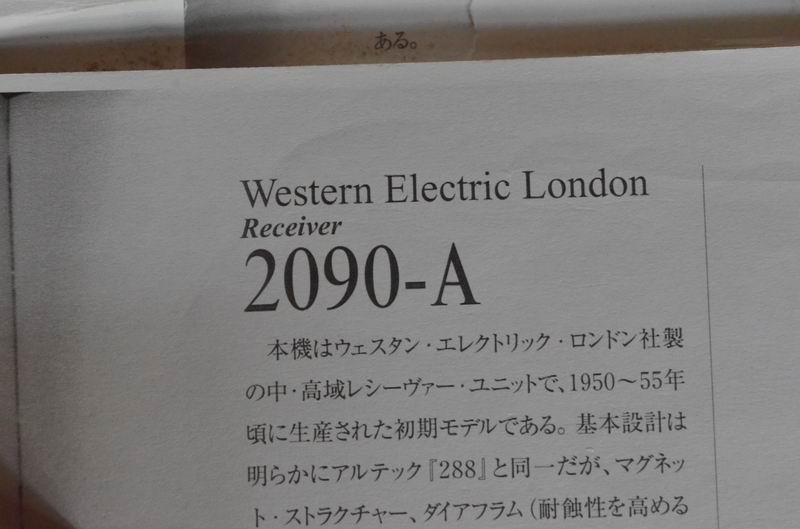 ある。
Western Electric London
Receiver
2090-A
本機はウェスタン・エレクトリック・ロンドン社製
の中・高域レシーヴァー・ユニットで、1950〜55年
頃に生産された初期モデルである。基本設計は
明らかにアルテック『288』と同一だが、マグネッ
ト・ストラクチャー、ダイアフラム（耐蝕性を高める